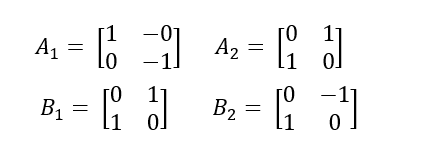 A₁ = [1 −0; 0 −1] A₂ = [0 1; 1 0]
B₁ = [0 1; 1 0] B₂ = [0 −1; 1 0]